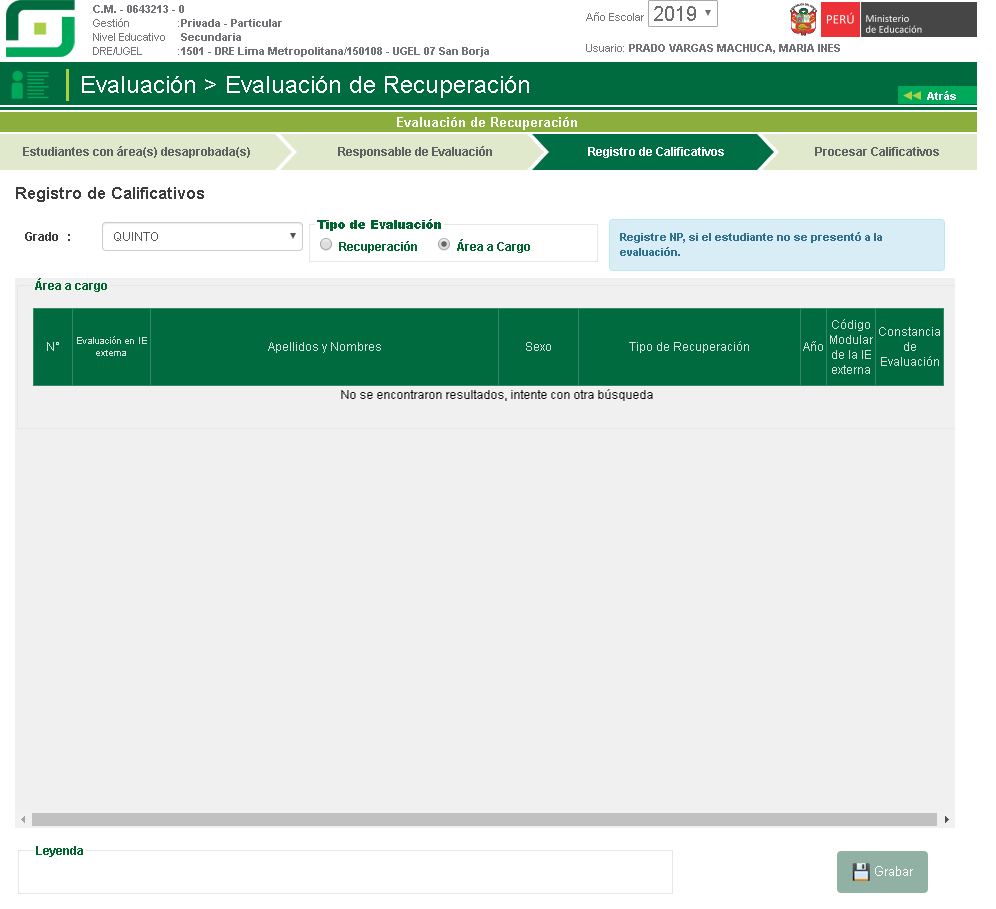 C.M. - 0643213 - 0
Gestión :Privada - Particular
Nivel Educativo Secundaria
DRE/UGEL :1501 - DRE Lima Metropolitana/150108 - UGEL 07 San Borja
Año Escolar 2019
PERÚ Ministerio de Educación
Usuario: PRADO VARGAS MACHUCA, MARIA INES
Evaluación > Evaluación de Recuperación
Atrás
Evaluación de Recuperación
Estudiantes con área(s) desaprobada(s) Responsable de Evaluación Registro de Calificativos Procesar Calificativos
Registro de Calificativos
Grado : QUINTO
Tipo de Evaluación
Recuperación Área a Cargo
Registre NP, si el estudiante no se presentó a la
evaluación.
Área a cargo
N° Evaluación en IE externa Apellidos y Nombres Sexo Tipo de Recuperación Año Código Modular de la IE externa Constancia de Evaluación
No se encontraron resultados, intente con otra búsqueda
Leyenda
Grabar